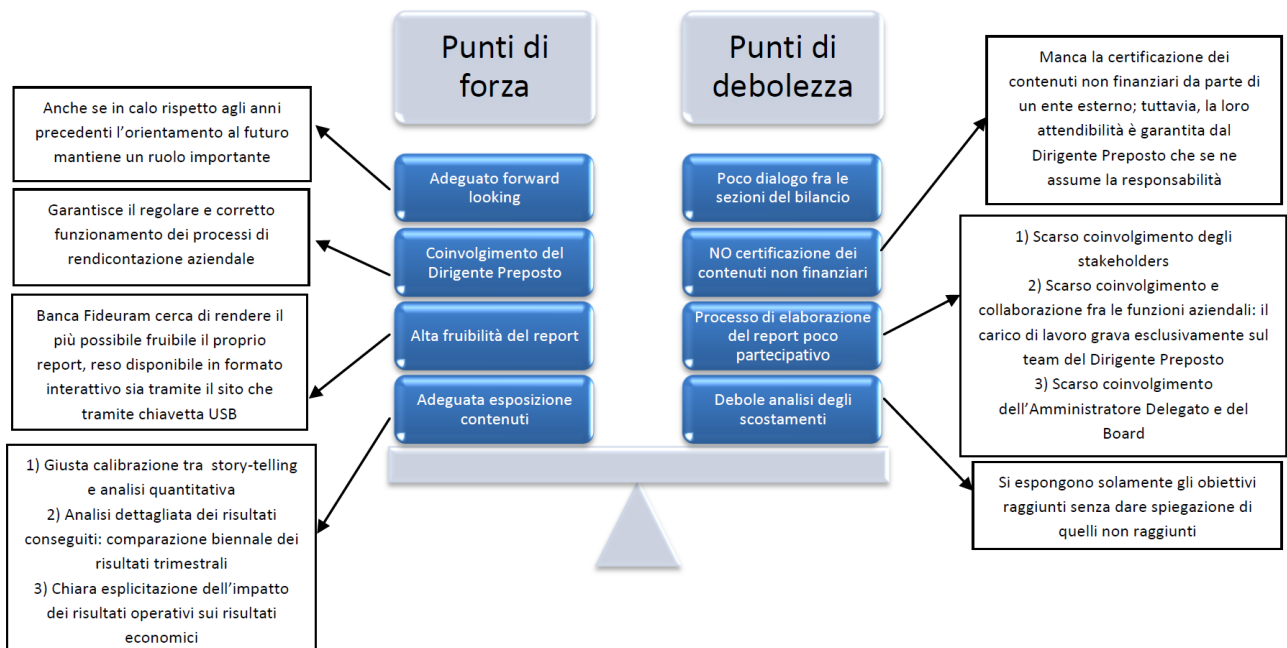 Punti di
forza
Punti di
debolezza
Anche se in calo rispetto agli anni
precedenti l'orientamento al futuro
mantiene un ruolo importante
Garantisce il regolare e corretto
funzionamento dei processi di
rendicontazione aziendale
Banca Fideuram cerca di rendere il
più possibile fruibile il proprio
report, reso disponibile in formato
interattivo sia tramite il sito che
tramite chiavetta USB
1) Giusta calibrazione tra story-telling
e analisi quantitativa
2) Analisi dettagliata dei risultati
conseguiti: comparazione biennale dei
risultati trimestrali
3) Chiara esplicitazione dell'impatto
dei risultati operativi sui risultati
economici
Adeguato forward
looking
Coinvolgimento del
Dirigente Preposto
Alta fruibilità del report
Adeguata esposizione
contenuti
Poco dialogo fra le
sezioni del bilancio
NO certificazione dei
contenuti non finanziari
Processo di elaborazione
del report poco
partecipativo
Debole analisi degli
scostamenti
Manca la certificazione dei
contenuti non finanziari da parte di
un ente esterno; tuttavia, la loro
attendibilità è garantita dal
Dirigente Preposto che se ne
assume la responsabilità
1) Scarso coinvolgimento degli
stakeholders
2) Scarso coinvolgimento e
collaborazione fra le funzioni aziendali: il
carico di lavoro grava esclusivamente sul
team del Dirigente Preposto
3) Scarso coinvolgimento
dell'Amministratore Delegato e del
Board
Si espongono solamente gli obiettivi
raggiunti senza dare spiegazione di
quelli non raggiunti